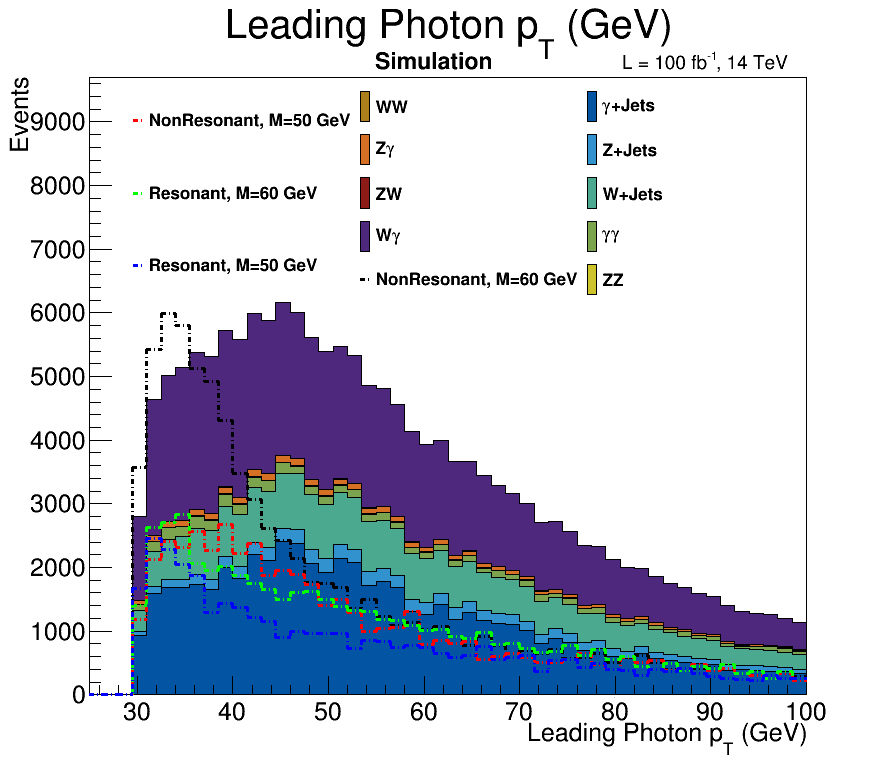 Leading Photon p_T (GeV)
Simulation
L = 100 fb⁻¹, 14 TeV
Events
9000
8000
7000
6000
5000
4000
3000
2000
1000
0
NonResonant, M=50 GeV
Resonant, M=60 GeV
Resonant, M=50 GeV
WW
Zγ
ZW
Wγ
NonResonant, M=60 GeV
γ+Jets
Z+Jets
W+Jets
γγ
ZZ
30 40 50 60 70 80 90 100
Leading Photon p_T (GeV)